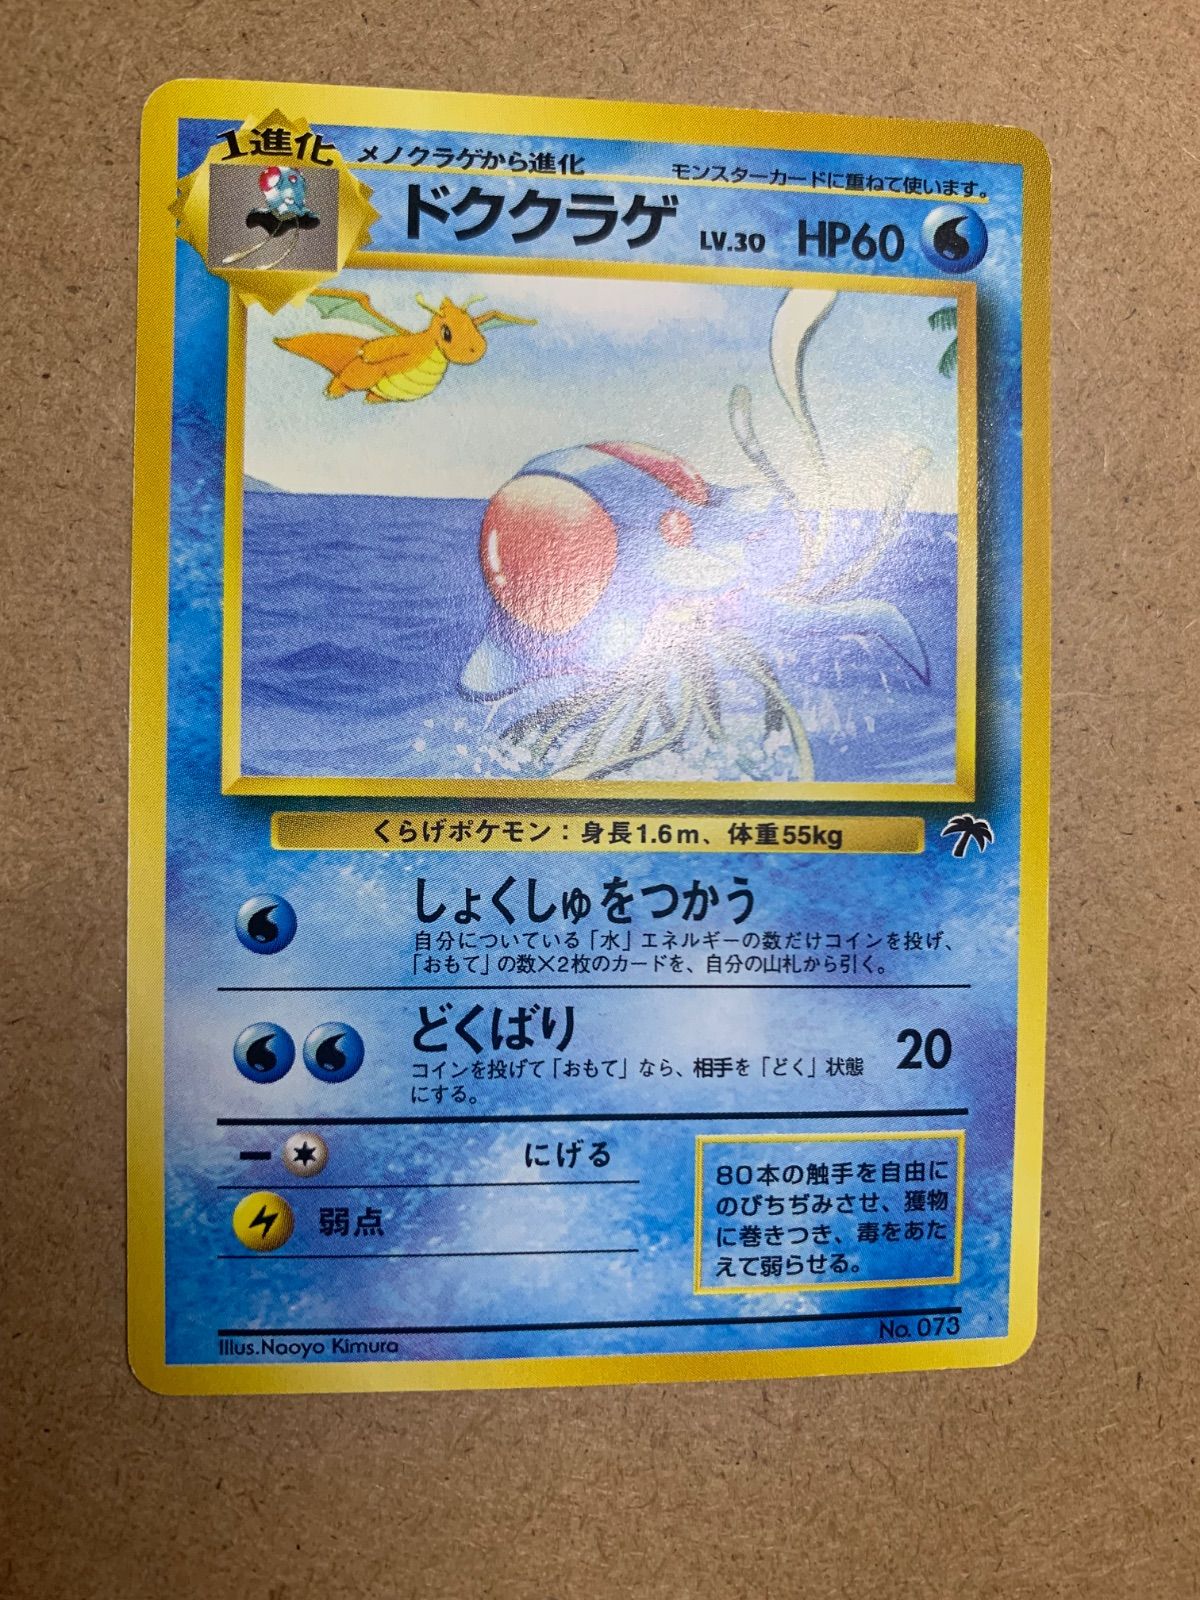 1進化
メノクラゲから進化
モンスターカードに重ねて使います。
ドククラゲ LV.30 HP60
くらげポケモン：身長1.6m、体重55kg
しょくしゅをつかう
自分についている「水」エネルギーの数だけコインを投げ、
「おもて」の数×2枚のカードを、自分の山札から引く。
どくばり 20
コインを投げて「おもて」なら、相手を「どく」状態
にする。
ー にげる
弱点
80本の触手を自由に
のびちぢみさせ、獲物
に巻きつき、毒をあた
えて弱らせる。
Illus.Naoyo Kimura
No. 073